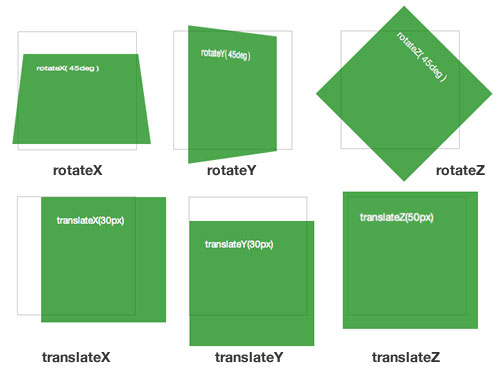 rotateX( 45deg )
rotateY( 45deg )
rotateZ( 45deg )
rotateX
rotateY
rotateZ
translateX(30px)
translateY(30px)
translateZ(50px)
translateX
translateY
translateZ